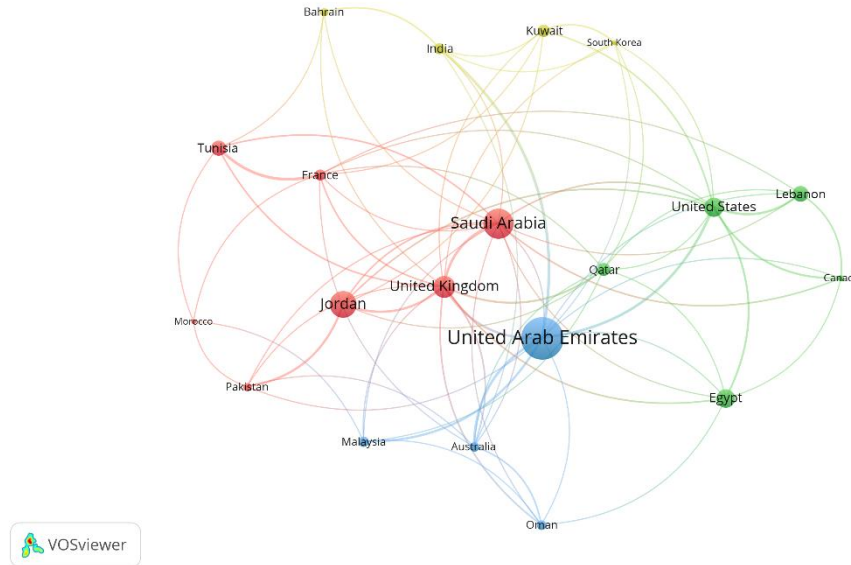 Bahrain
Kuwait
South Korea
India
Tunisia
France
Lebanon
United States
Saudi Arabia
Qatar
Canad
United Kingdom
Jordan
Morocco
United Arab Emirates
Pakistan
Egypt
Malaysia
Australia
Oman
VOSviewer